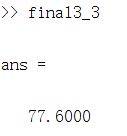 >> final3_3
ans =
77.6000